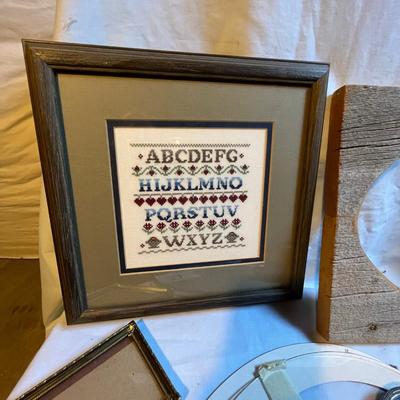 ABCDEFG
HIJKLMNO
PQRSTUV
WXYZ